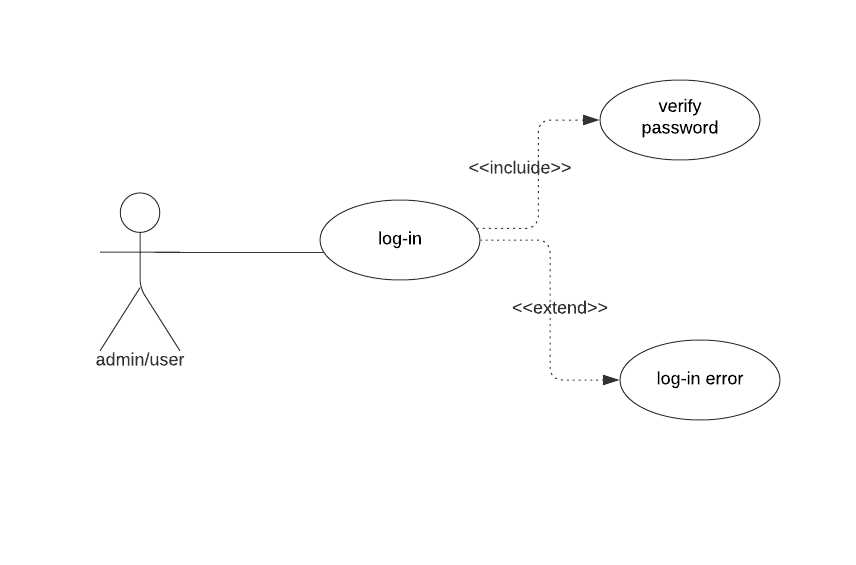 verify
password
<<incluide>>
log-in
<<extend>>
admin/user
log-in error